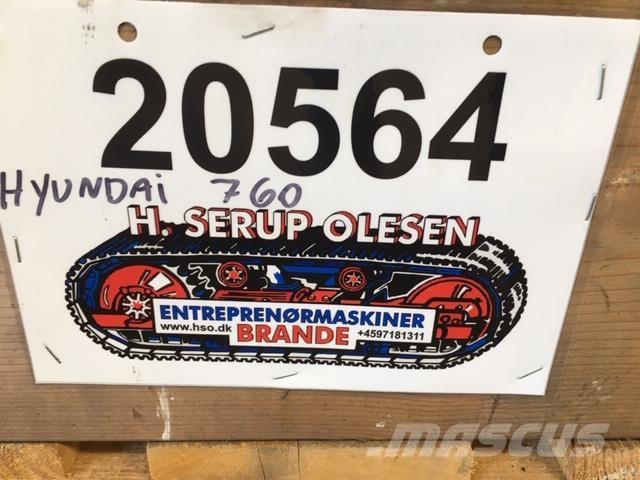 20564
HYUNDAi 760
H. SERUP OLESEN
ENTREPRENØRMASKINER
www.hso.dk BRANDE +4597181311
MASCUS